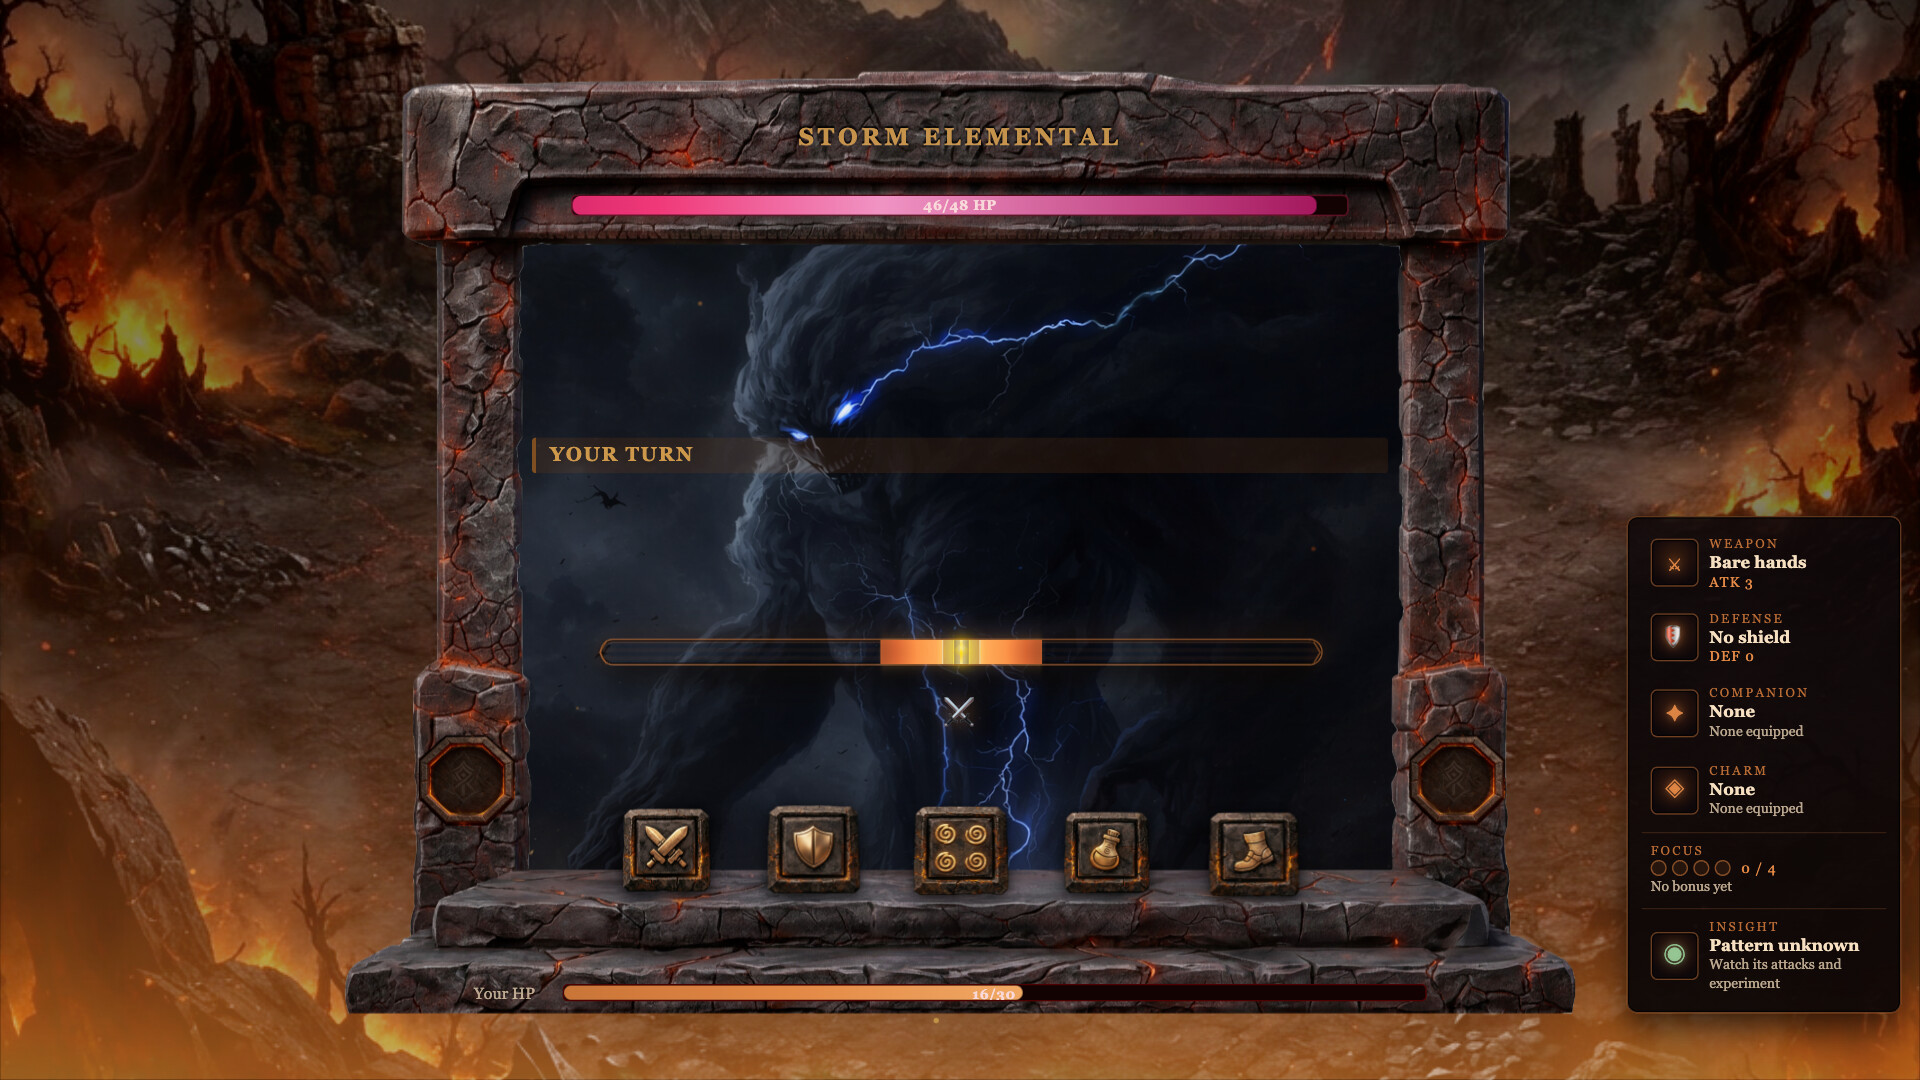 STORM ELEMENTAL
46/48 HP
YOUR TURN
WEAPON
Bare hands
ATK 3
DEFENSE
No shield
DEF 0
COMPANION
None
None equipped
CHARM
None
None equipped
FOCUS
0 / 4
No bonus yet
INSIGHT
Pattern unknown
Watch its attacks and
experiment
Your HP
16/30